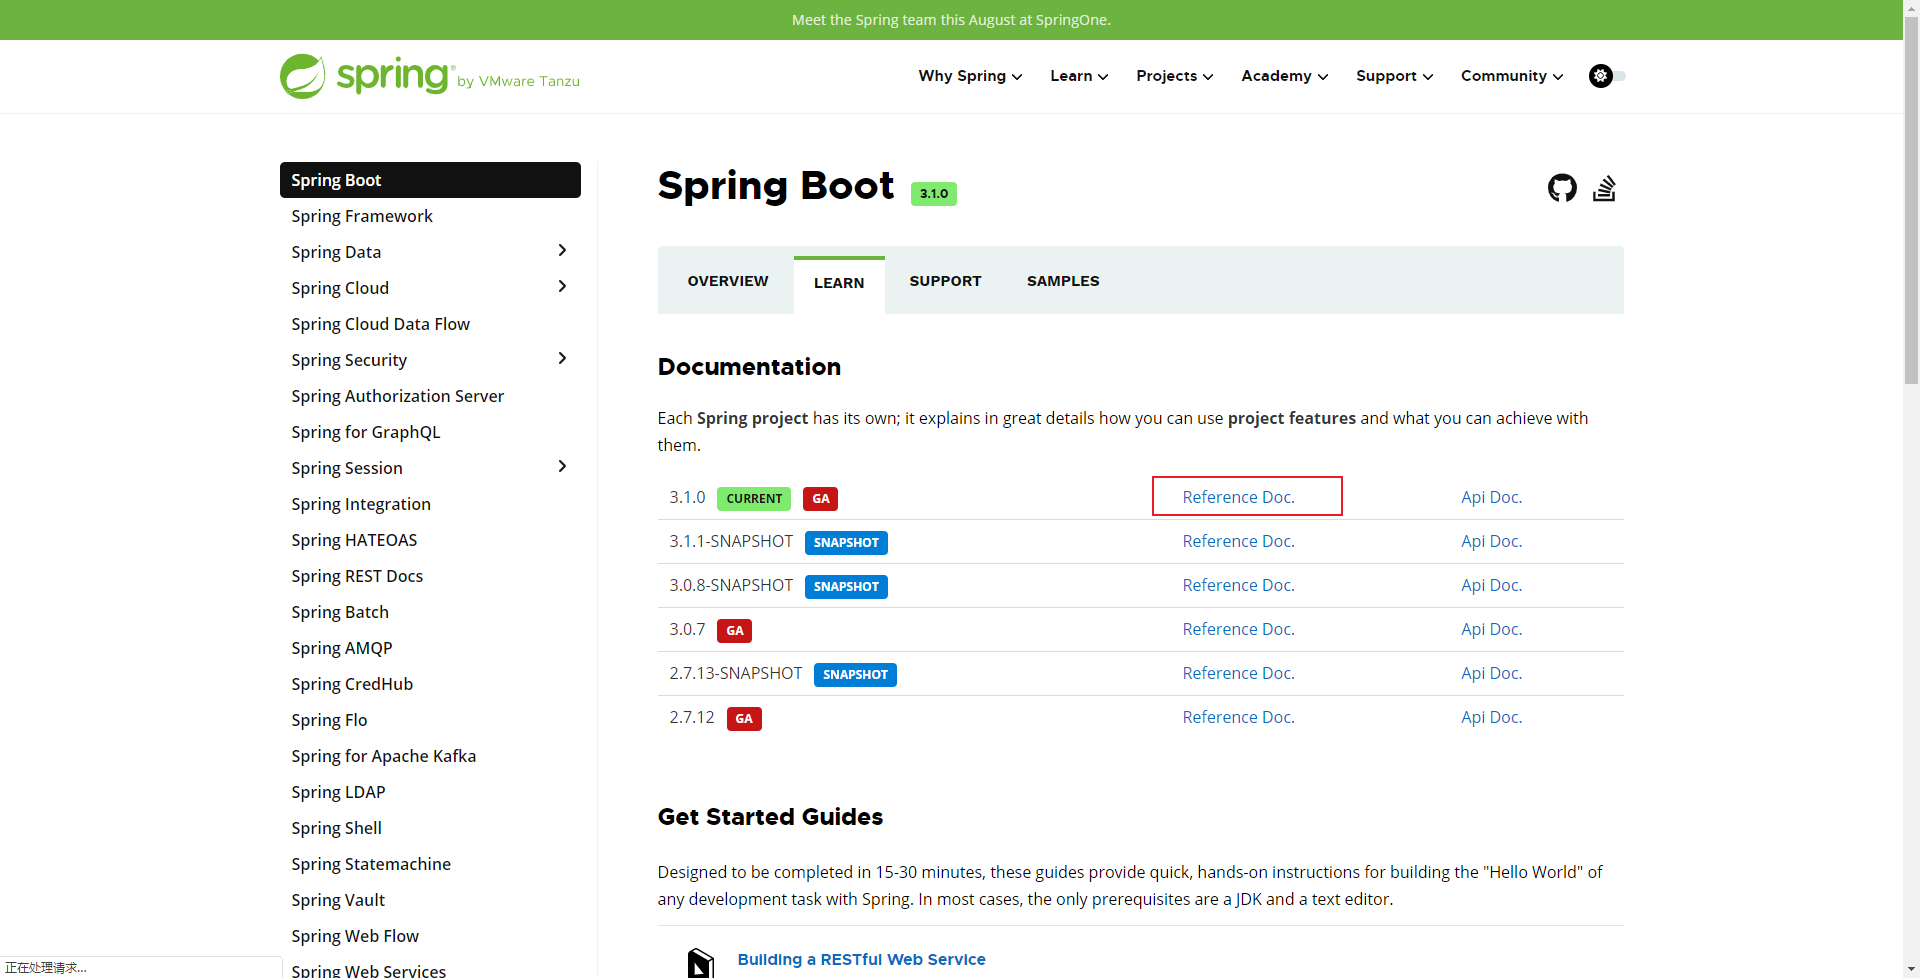 Meet the Spring team this August at SpringOne.
spring by VMware Tanzu
Why Spring Learn Projects Academy Support Community
Spring Boot
Spring Framework
Spring Data
Spring Cloud
Spring Cloud Data Flow
Spring Security
Spring Authorization Server
Spring for GraphQL
Spring Session
Spring Integration
Spring HATEOAS
Spring REST Docs
Spring Batch
Spring AMQP
Spring CredHub
Spring Flo
Spring for Apache Kafka
Spring LDAP
Spring Shell
Spring Statemachine
Spring Vault
Spring Web Flow
Spring Web Services
Spring Boot 3.1.0
OVERVIEW LEARN SUPPORT SAMPLES
Documentation
Each Spring project has its own; it explains in great details how you can use project features and what you can achieve with
them.
3.1.0 CURRENT GA Reference Doc. Api Doc.
3.1.1-SNAPSHOT SNAPSHOT Reference Doc. Api Doc.
3.0.8-SNAPSHOT SNAPSHOT Reference Doc. Api Doc.
3.0.7 GA Reference Doc. Api Doc.
2.7.13-SNAPSHOT SNAPSHOT Reference Doc. Api Doc.
2.7.12 GA Reference Doc. Api Doc.
Get Started Guides
Designed to be completed in 15-30 minutes, these guides provide quick, hands-on instructions for building the "Hello World" of
any development task with Spring. In most cases, the only prerequisites are a JDK and a text editor.
Building a RESTful Web Service
正在处理请求...